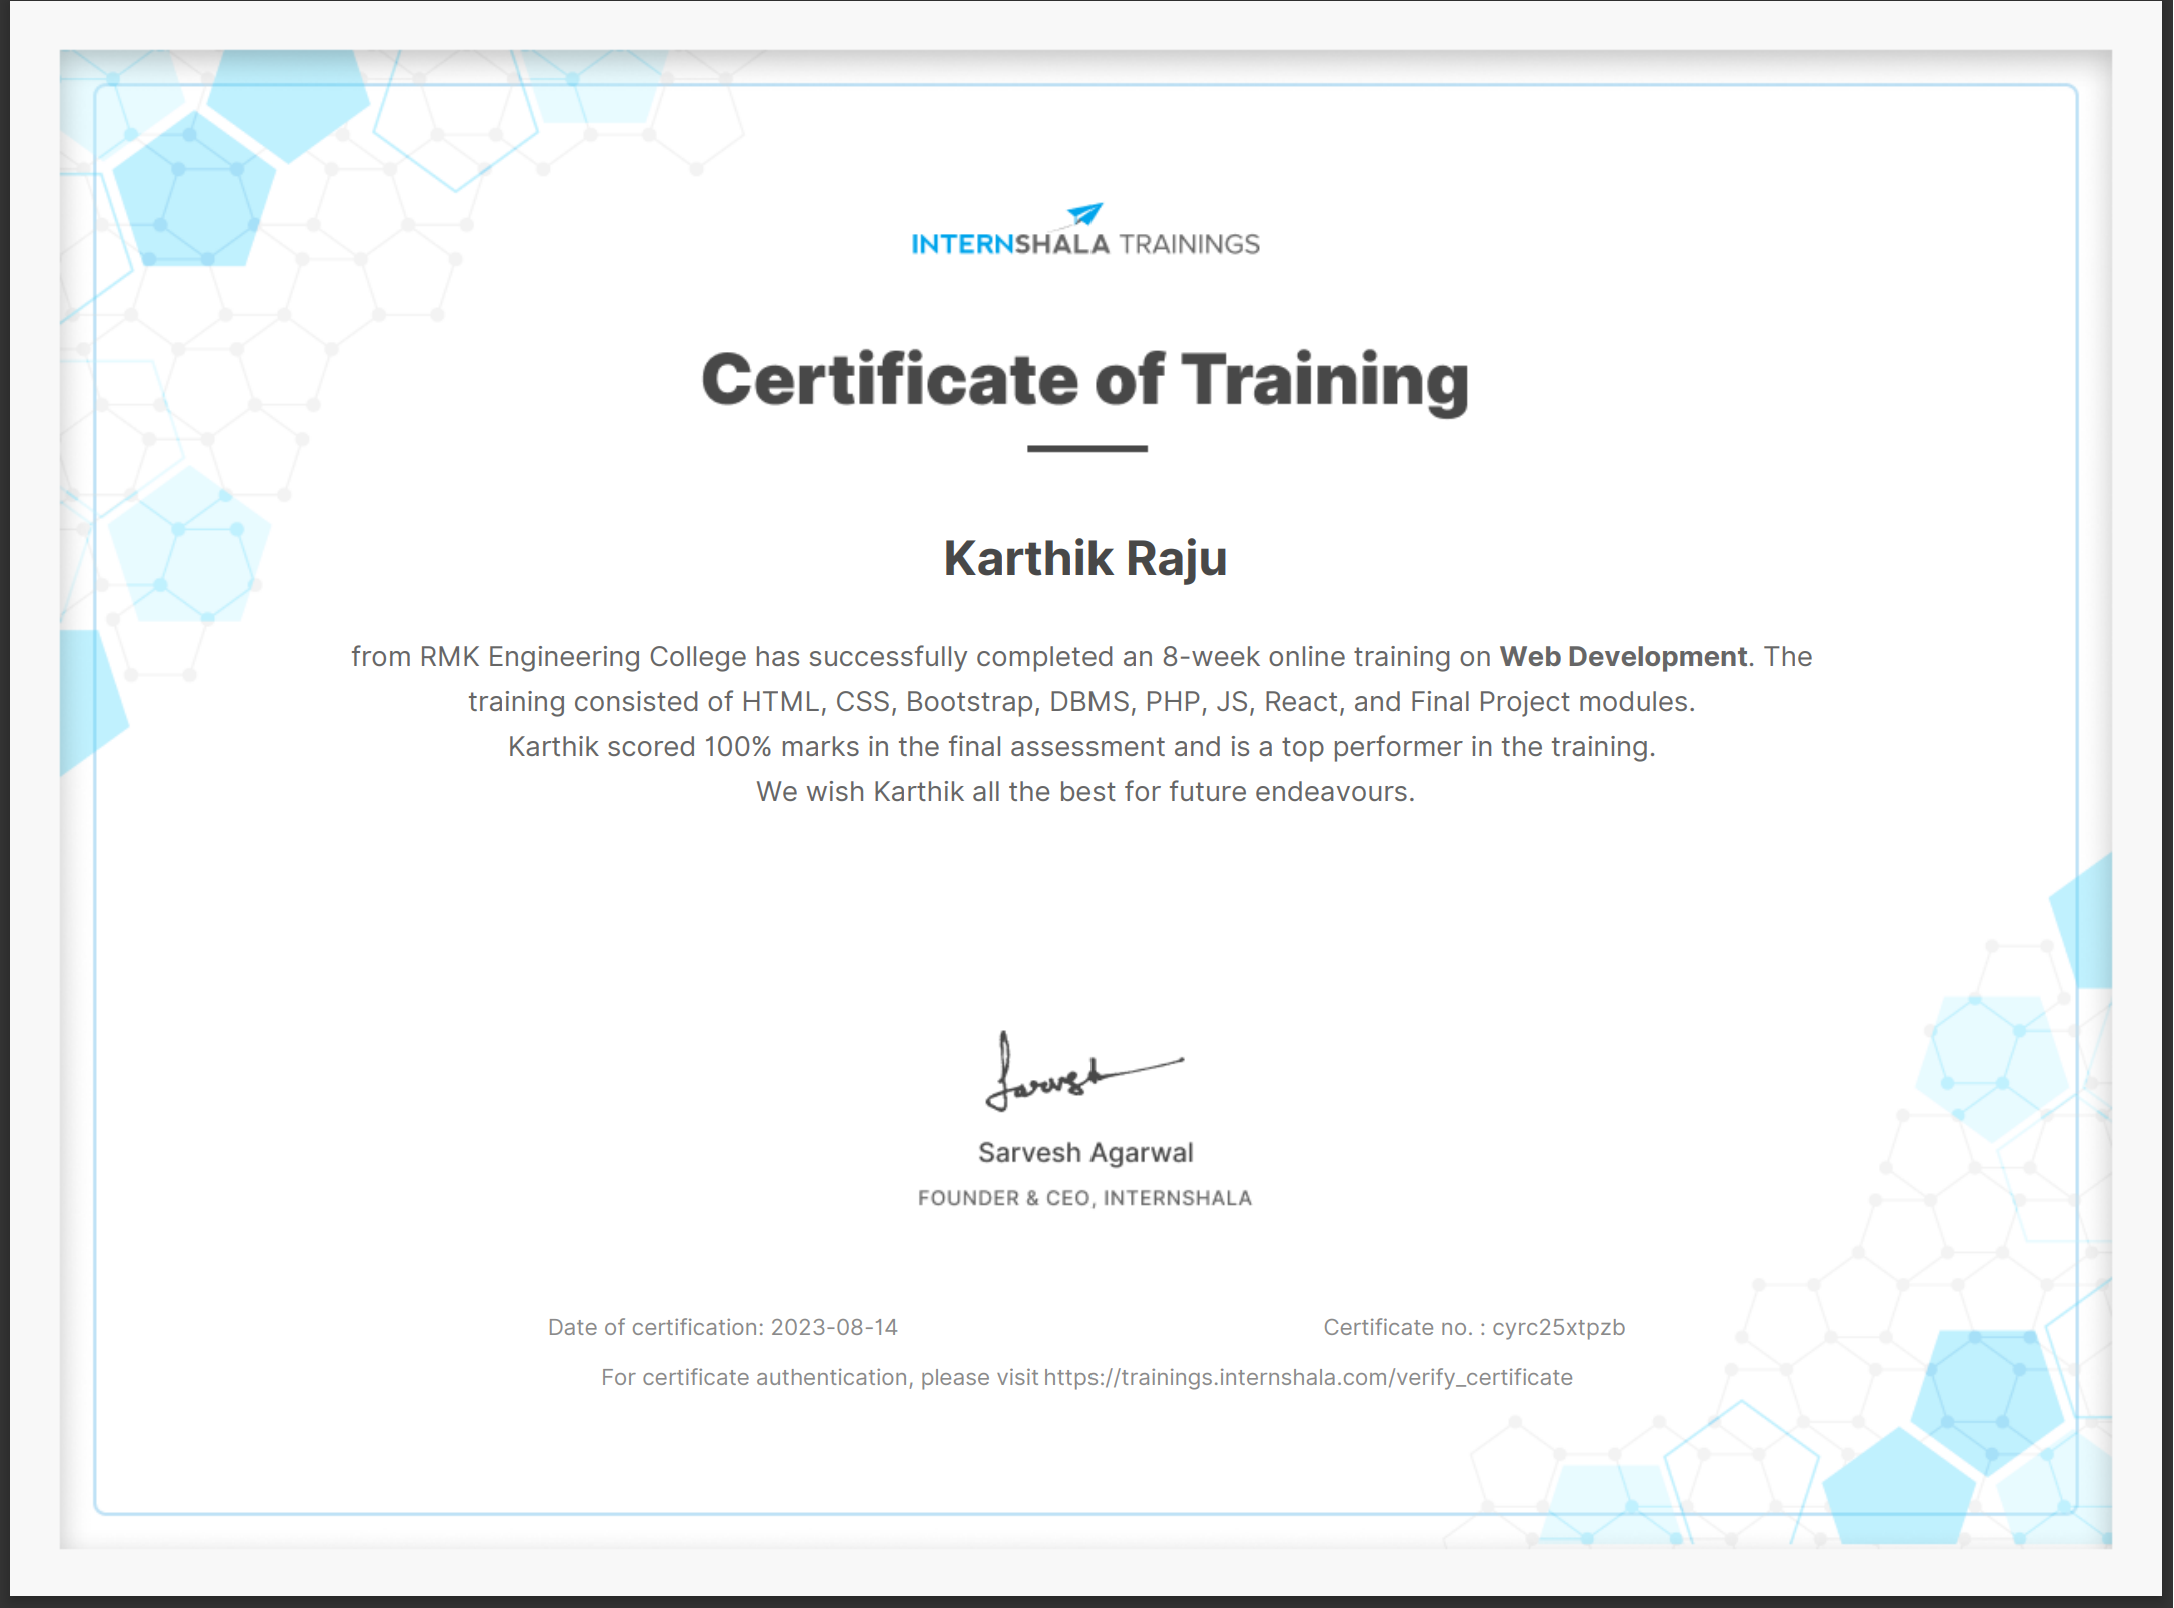 INTERNSHALA TRAININGS
Certificate of Training
Karthik Raju
from RMK Engineering College has successfully completed an 8-week online training on Web Development. The
training consisted of HTML, CSS, Bootstrap, DBMS, PHP, JS, React, and Final Project modules.
Karthik scored 100% marks in the final assessment and is a top performer in the training.
We wish Karthik all the best for future endeavours.
Sarvesh
Sarvesh Agarwal
FOUNDER & CEO, INTERNSHALA
Date of certification: 2023-08-14
Certificate no. : cyrc25xtpzb
For certificate authentication, please visit https://trainings.internshala.com/verify_certificate